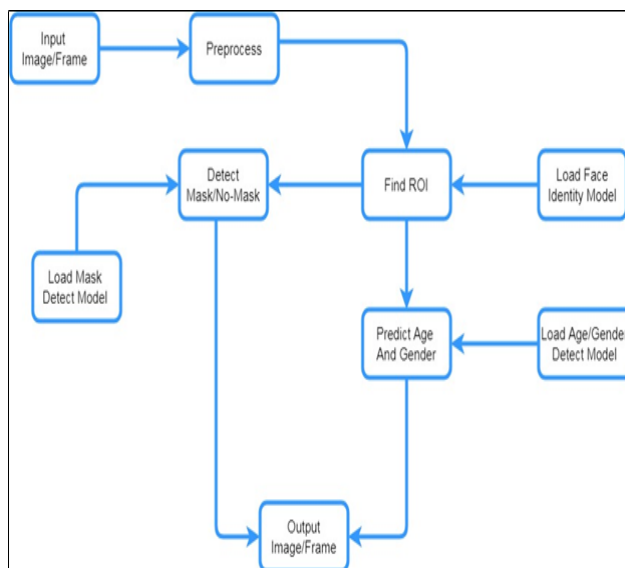 Input
Image/Frame
Preprocess
Detect
Mask/No-Mask
Find ROI
Load Face
Identity Model
Load Mask
Detect Model
Predict Age
And Gender
Load Age/Gender
Detect Model
Output
Image/Frame